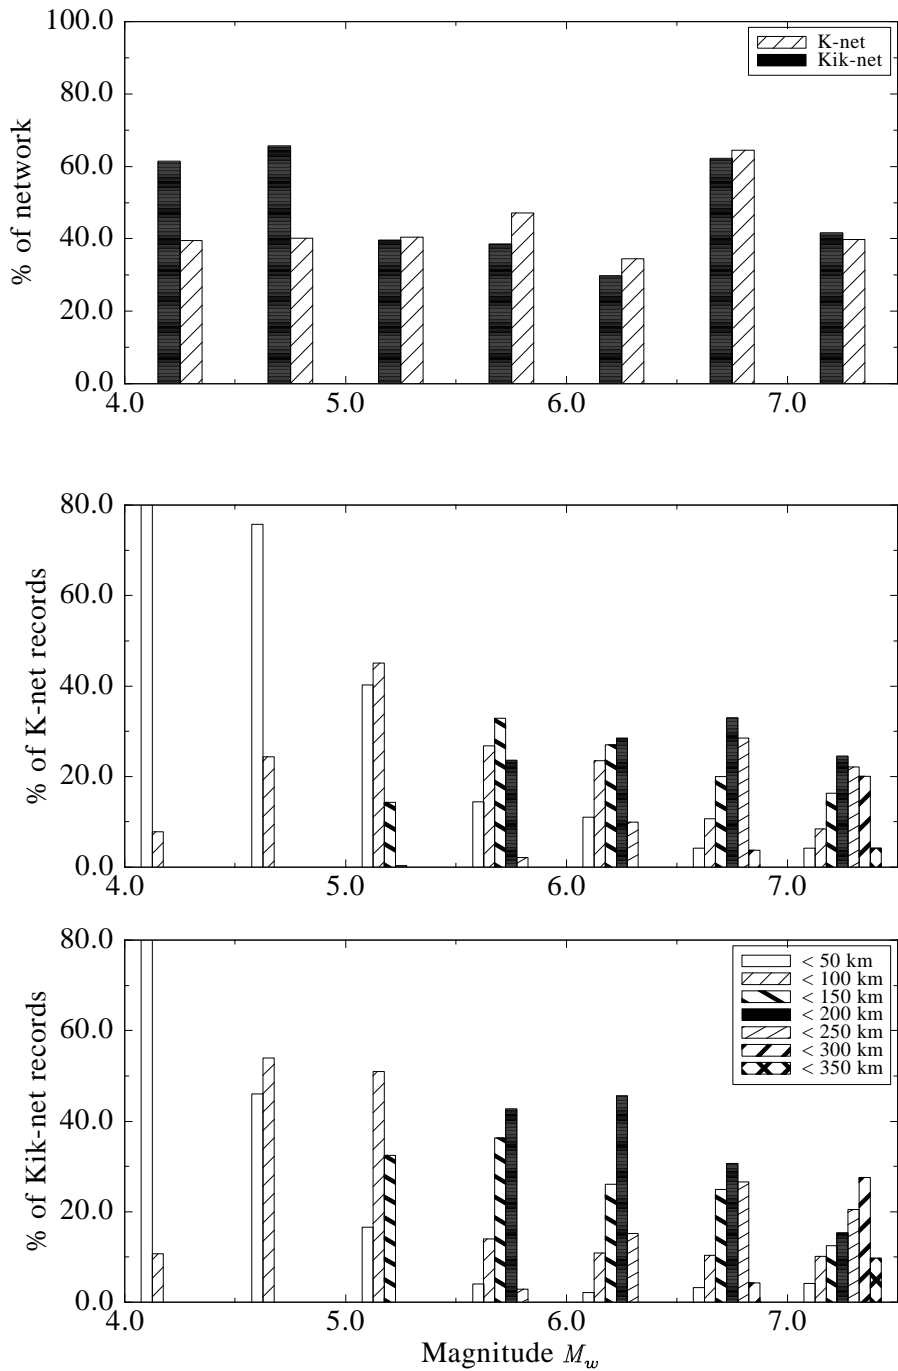 100.0
80.0
60.0
40.0
20.0
0.0
% of network
K-net
Kik-net
4.0 5.0 6.0 7.0
80.0
60.0
40.0
20.0
0.0
% of K-net records
4.0 5.0 6.0 7.0
80.0
60.0
40.0
20.0
0.0
% of Kik-net records
< 50 km
< 100 km
< 150 km
< 200 km
< 250 km
< 300 km
< 350 km
4.0 5.0 6.0 7.0
Magnitude M_w